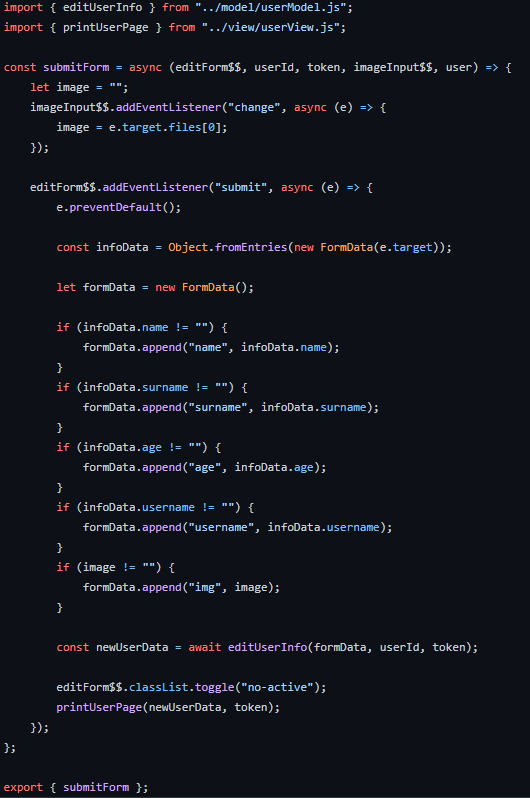 import { editUserInfo } from "../model/userModel.js";
import { printUserPage } from "../view/userView.js";
const submitForm = async (editForm$$, userId, token, imageInput$$, user) => {
let image = "";
imageInput$$.addEventListener("change", async (e) => {
image = e.target.files[0];
});
editForm$$.addEventListener("submit", async (e) => {
e.preventDefault();
const infoData = Object.fromEntries(new FormData(e.target));
let formData = new FormData();
if (infoData.name != "") {
formData.append("name", infoData.name);
}
if (infoData.surname != "") {
formData.append("surname", infoData.surname);
}
if (infoData.age != "") {
formData.append("age", infoData.age);
}
if (infoData.username != "") {
formData.append("username", infoData.username);
}
if (image != "") {
formData.append("img", image);
}
const newUserData = await editUserInfo(formData, userId, token);
editForm$$.classList.toggle("no-active");
printUserPage(newUserData, token);
});
};
export { submitForm };